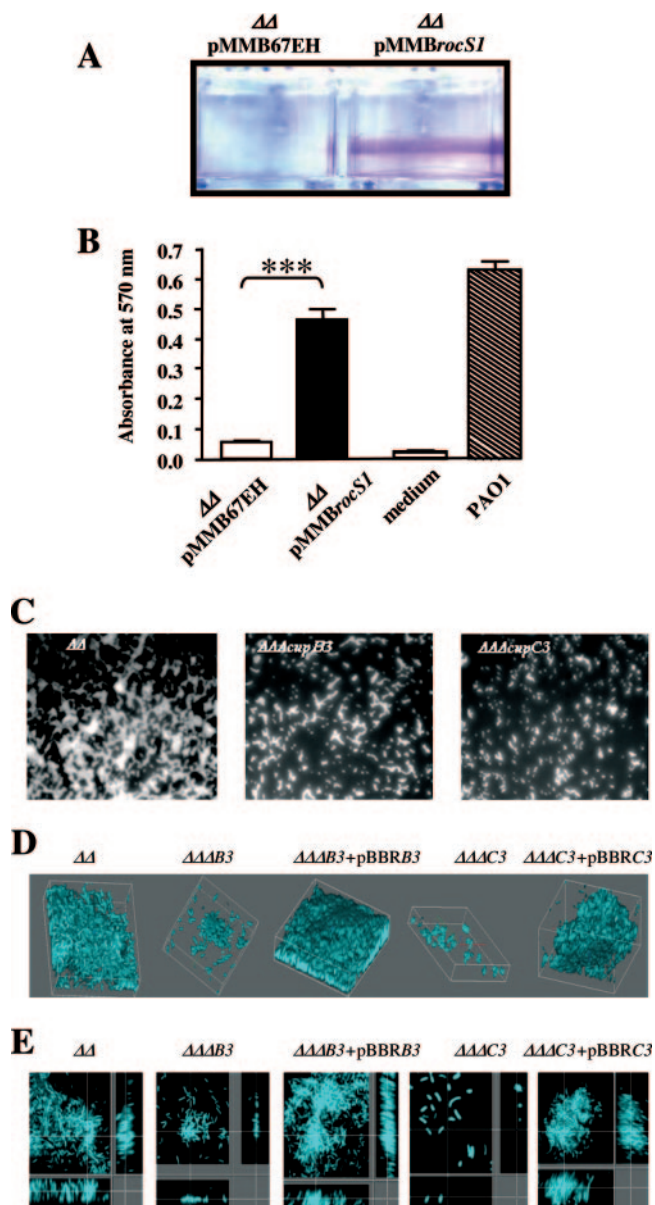 A
ΔΔ ΔΔ
pMMB67EH pMMBrocS1
B
Absorbance at 570 nm
0.7
0.6
0.5
0.4
0.3
0.2
0.1
0.0
***
ΔΔ
pMMB67EH
ΔΔ
pMMBrocS1
medium
PAO1
C
ΔΔ ΔΔΔcupB3 ΔΔΔcupC3
D
ΔΔ ΔΔΔB3 ΔΔΔB3+pBBRB3 ΔΔΔC3 ΔΔΔC3+pBBRC3
E
ΔΔ ΔΔΔB3 ΔΔΔB3+pBBRB3 ΔΔΔC3 ΔΔΔC3+pBBRC3